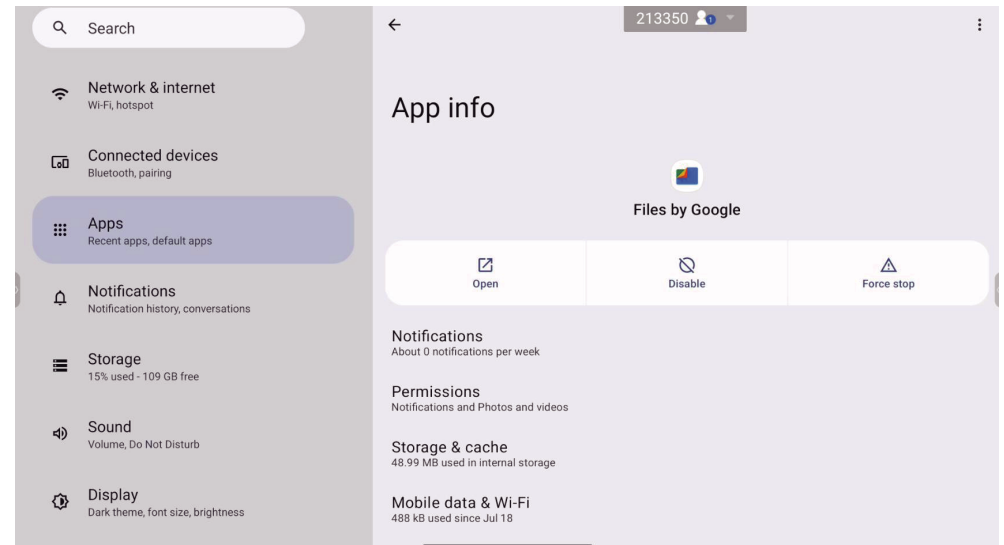 Search
Network & internet
Wi-Fi, hotspot
Connected devices
Bluetooth, pairing
Apps
Recent apps, default apps
Notifications
Notification history, conversations
Storage
15% used - 109 GB free
Sound
Volume, Do Not Disturb
Display
Dark theme, font size, brightness
213350 1
App info
Files by Google
Open
Disable
Force stop
Notifications
About 0 notifications per week
Permissions
Notifications and Photos and videos
Storage & cache
48.99 MB used in internal storage
Mobile data & Wi-Fi
488 kB used since Jul 18